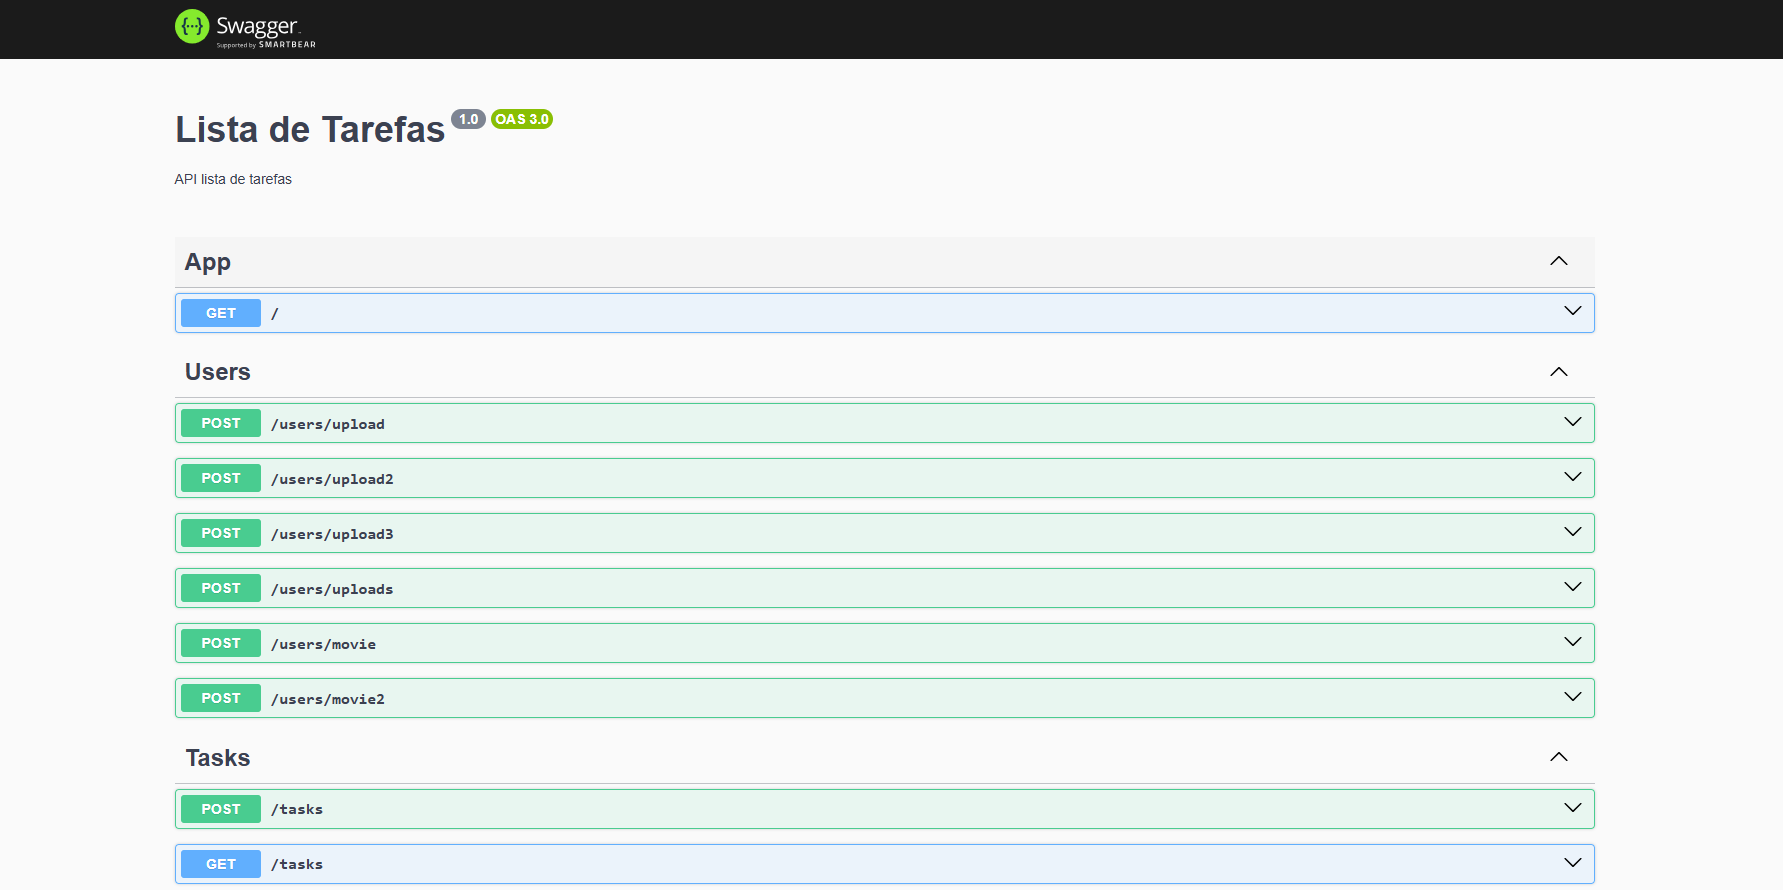 {···} Swagger™
Supported by SMARTBEAR
Lista de Tarefas 1.0 OAS 3.0
API lista de tarefas
App
GET /
Users
POST /users/upload
POST /users/upload2
POST /users/upload3
POST /users/uploads
POST /users/movie
POST /users/movie2
Tasks
POST /tasks
GET /tasks